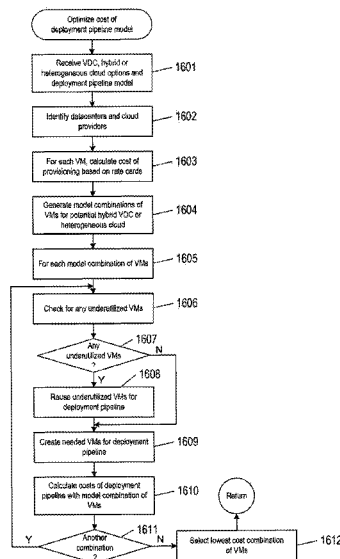 Optimize cost of
deployment pipeline model
Receive VDC, hybrid or
heterogeneous cloud options and
deployment pipeline model
1601
Identify datacenters and cloud
providers
1602
For each VM, calculate cost of
provisioning based on rate cards
1603
Generate model combinations of
VMs for potential hybrid VDC or
heterogeneous cloud
1604
For each model combination of VMs
1605
Check for any underutilized VMs
1606
Any
underutilized VMs
?
1607
N
Y
1608
Reuse underutilized VMs for
deployment pipeline
Create needed VMs for deployment
pipeline
1609
Calculate costs of deployment
pipeline with model combination of
VMs
1610
Return
1611
Another
combination
?
Y
N
Select lowest cost combination
of VMs
1612